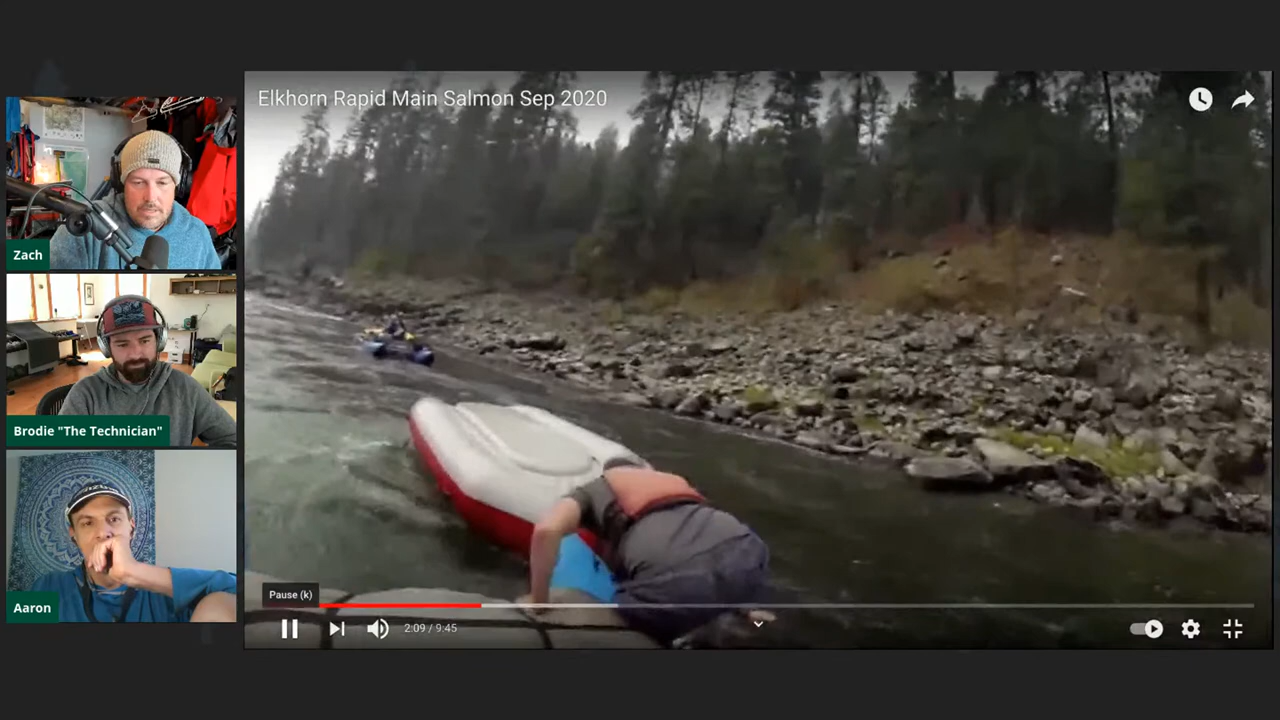 Elkhorn Rapid Main Salmon Sep 2020
Zach
Brodie "The Technician"
Aaron
Pause (k)
2:09 / 9:45